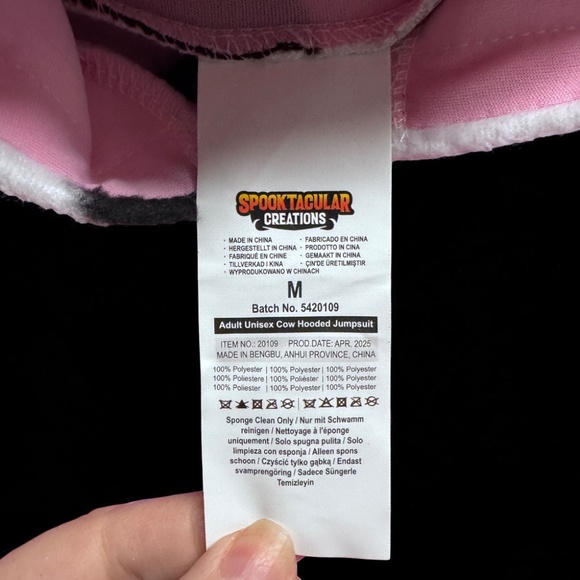 SPOOKTACULAR
CREATIONS
· MADE IN CHINA · FABRICADO EN CHINA
· HERGESTELLT IN CHINA · PRODOTTO IN CINA
· FABRIQUÉ EN CHINE · GEMAAKT IN CHINA
· TILLVERKAD I KINA · ÇIN'DE ÜRETILMIŞTIR
· WYPRODUKOWANO W CHINACH
M
Batch No. 5420109
Adult Unisex Cow Hooded Jumpsuit
ITEM NO.: 20109 PROD.DATE: APR. 2025
MADE IN BENGBU, ANHUI PROVINCE, CHINA
100% Polyester | 100% Polyester | 100% Polyester
100% Poliestere | 100% Poliéster | 100% Polyester
100% Poliester | 100% Polyester | 100% Polyester
Sponge Clean Only / Nur mit Schwamm
reinigen / Nettoyage à l'éponge
uniquement / Solo spugna pulita / Solo
limpieza con esponja / Alleen spons
schoon / Czyścić tylko gąbką / Endast
svamprengöring / Sadece Süngerle
Temizleyin